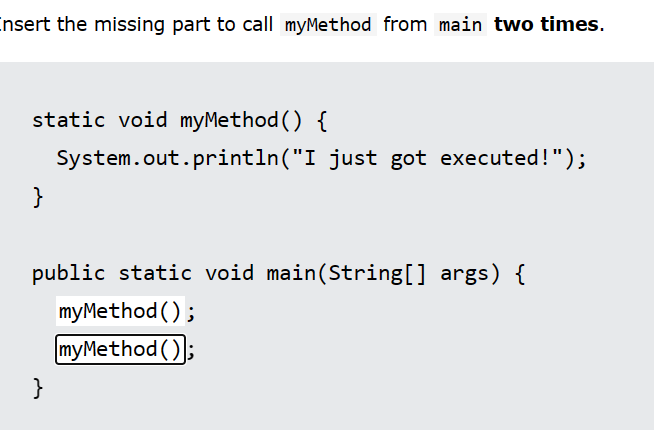 nsert the missing part to call myMethod from main two times.
static void myMethod() {
System.out.println("I just got executed!");
}
public static void main(String[] args) {
myMethod();
myMethod();
}